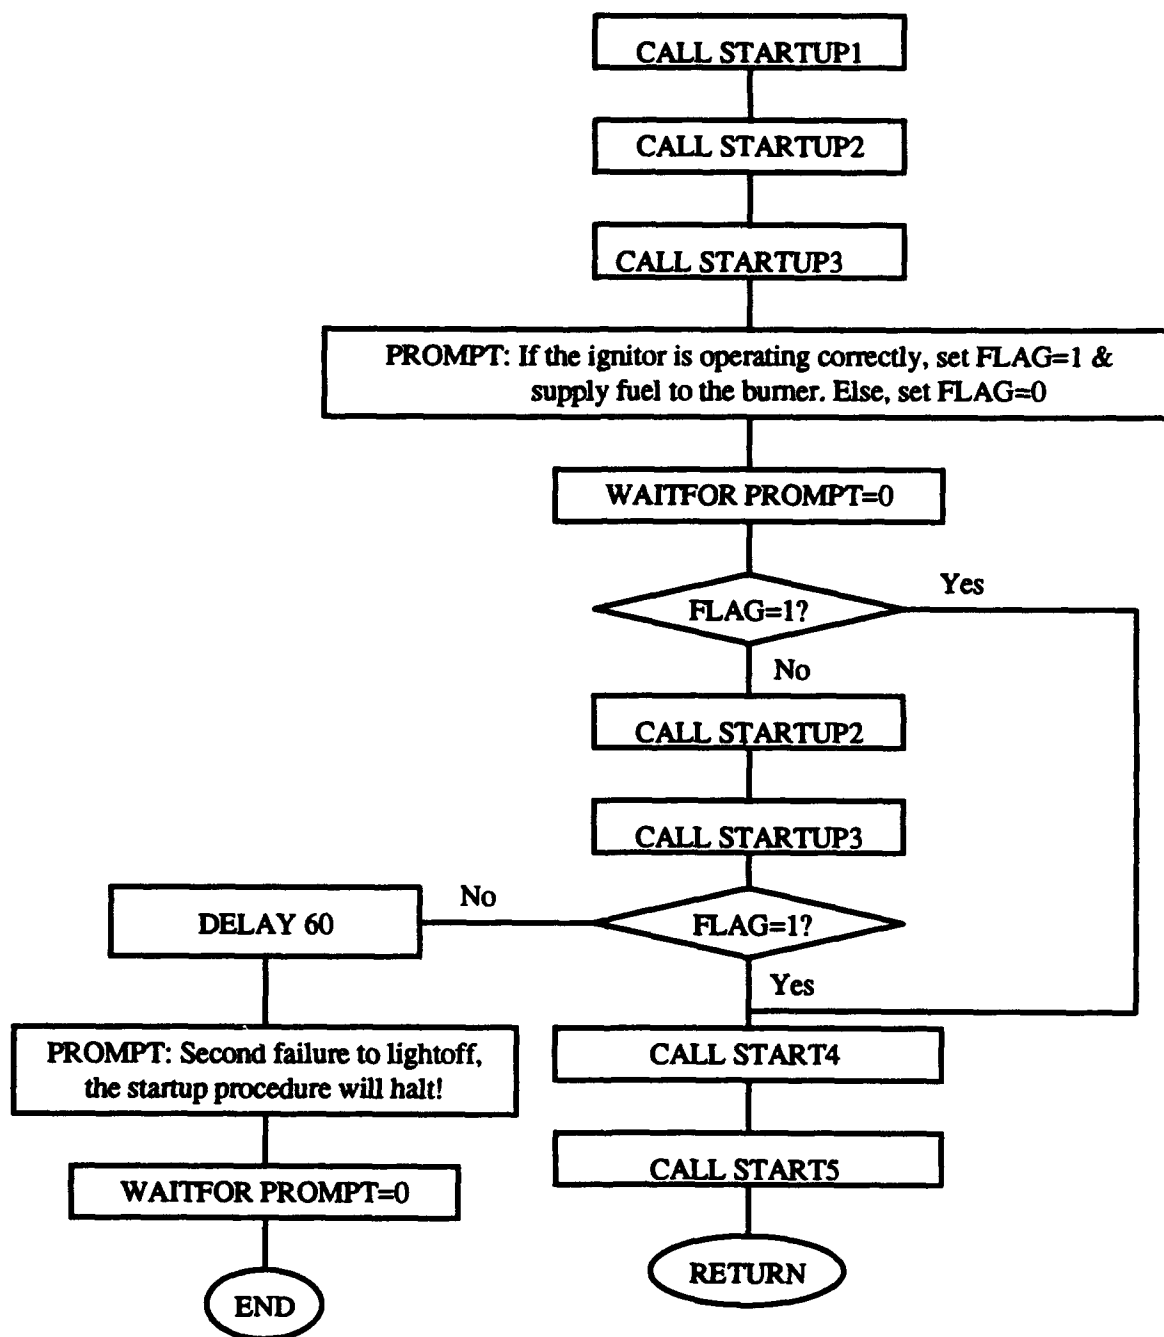 CALL STARTUP1
CALL STARTUP2
CALL STARTUP3
PROMPT: If the ignitor is operating correctly, set FLAG=1 &
supply fuel to the burner. Else, set FLAG=0
WAITFOR PROMPT=0
Yes
FLAG=1?
No
CALL STARTUP2
CALL STARTUP3
No
DELAY 60
FLAG=1?
Yes
PROMPT: Second failure to lightoff,
the startup procedure will halt!
CALL START4
WAITFOR PROMPT=0
CALL START5
RETURN
END